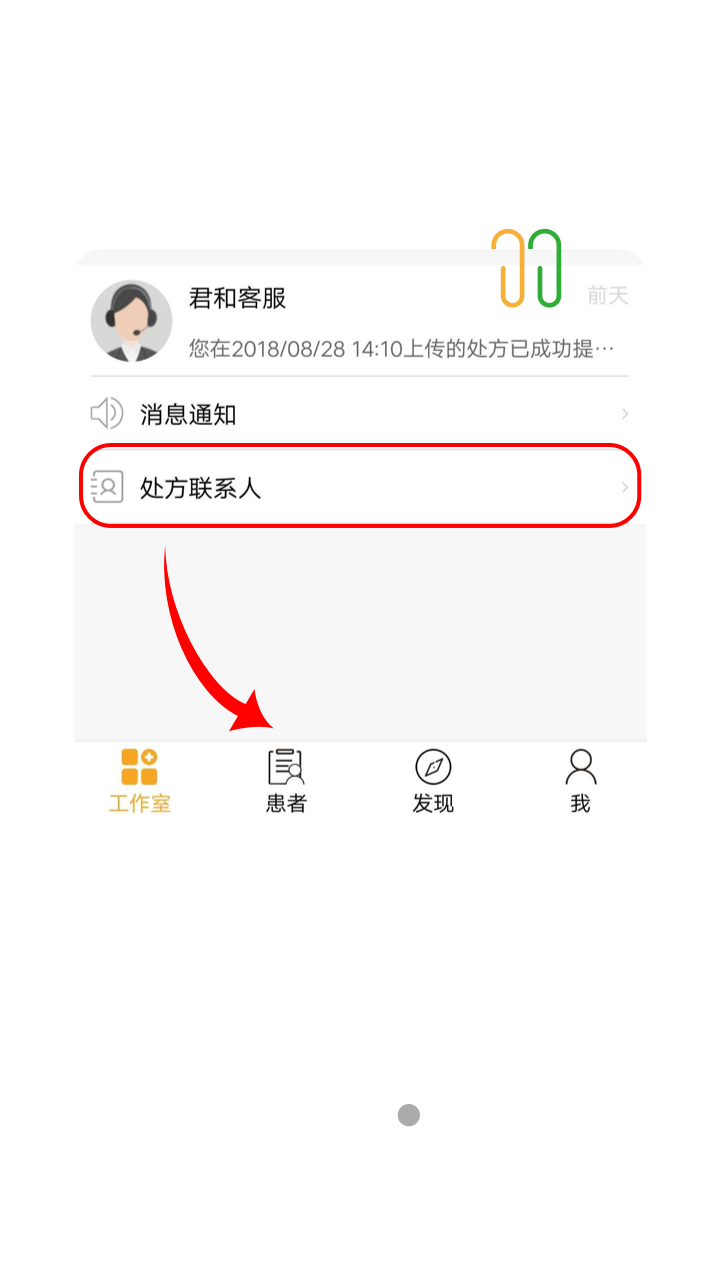 君和客服
前天
您在2018/08/28 14:10上传的处方已成功提…
消息通知
处方联系人
工作室
患者
发现
我